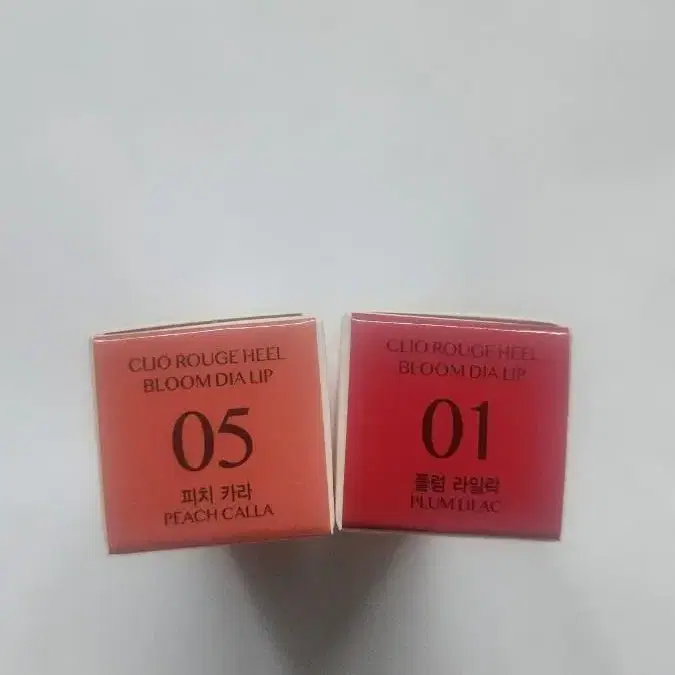 CLIO ROUGE HEEL
BLOOM DIA LIP
05
피치 카라
PEACH CALLA
CLIO ROUGE HEEL
BLOOM DIA LIP
01
플럼 라일락
PLUM LILAC